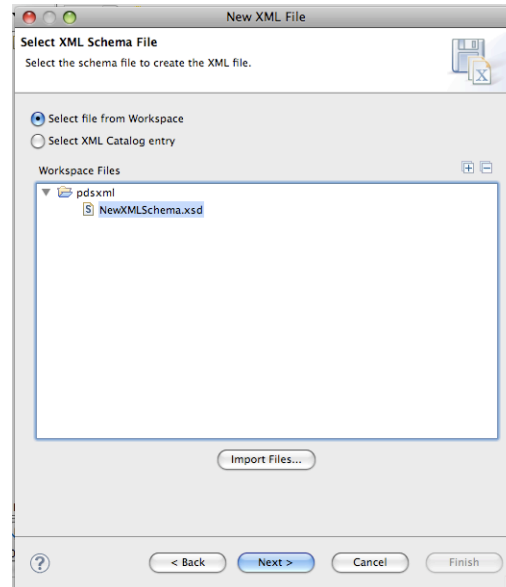 New XML File
Select XML Schema File
Select the schema file to create the XML file.
X
Select file from Workspace
Select XML Catalog entry
Workspace Files
pdsxml
S NewXMLSchema.xsd
Import Files...
? < Back Next > Cancel Finish